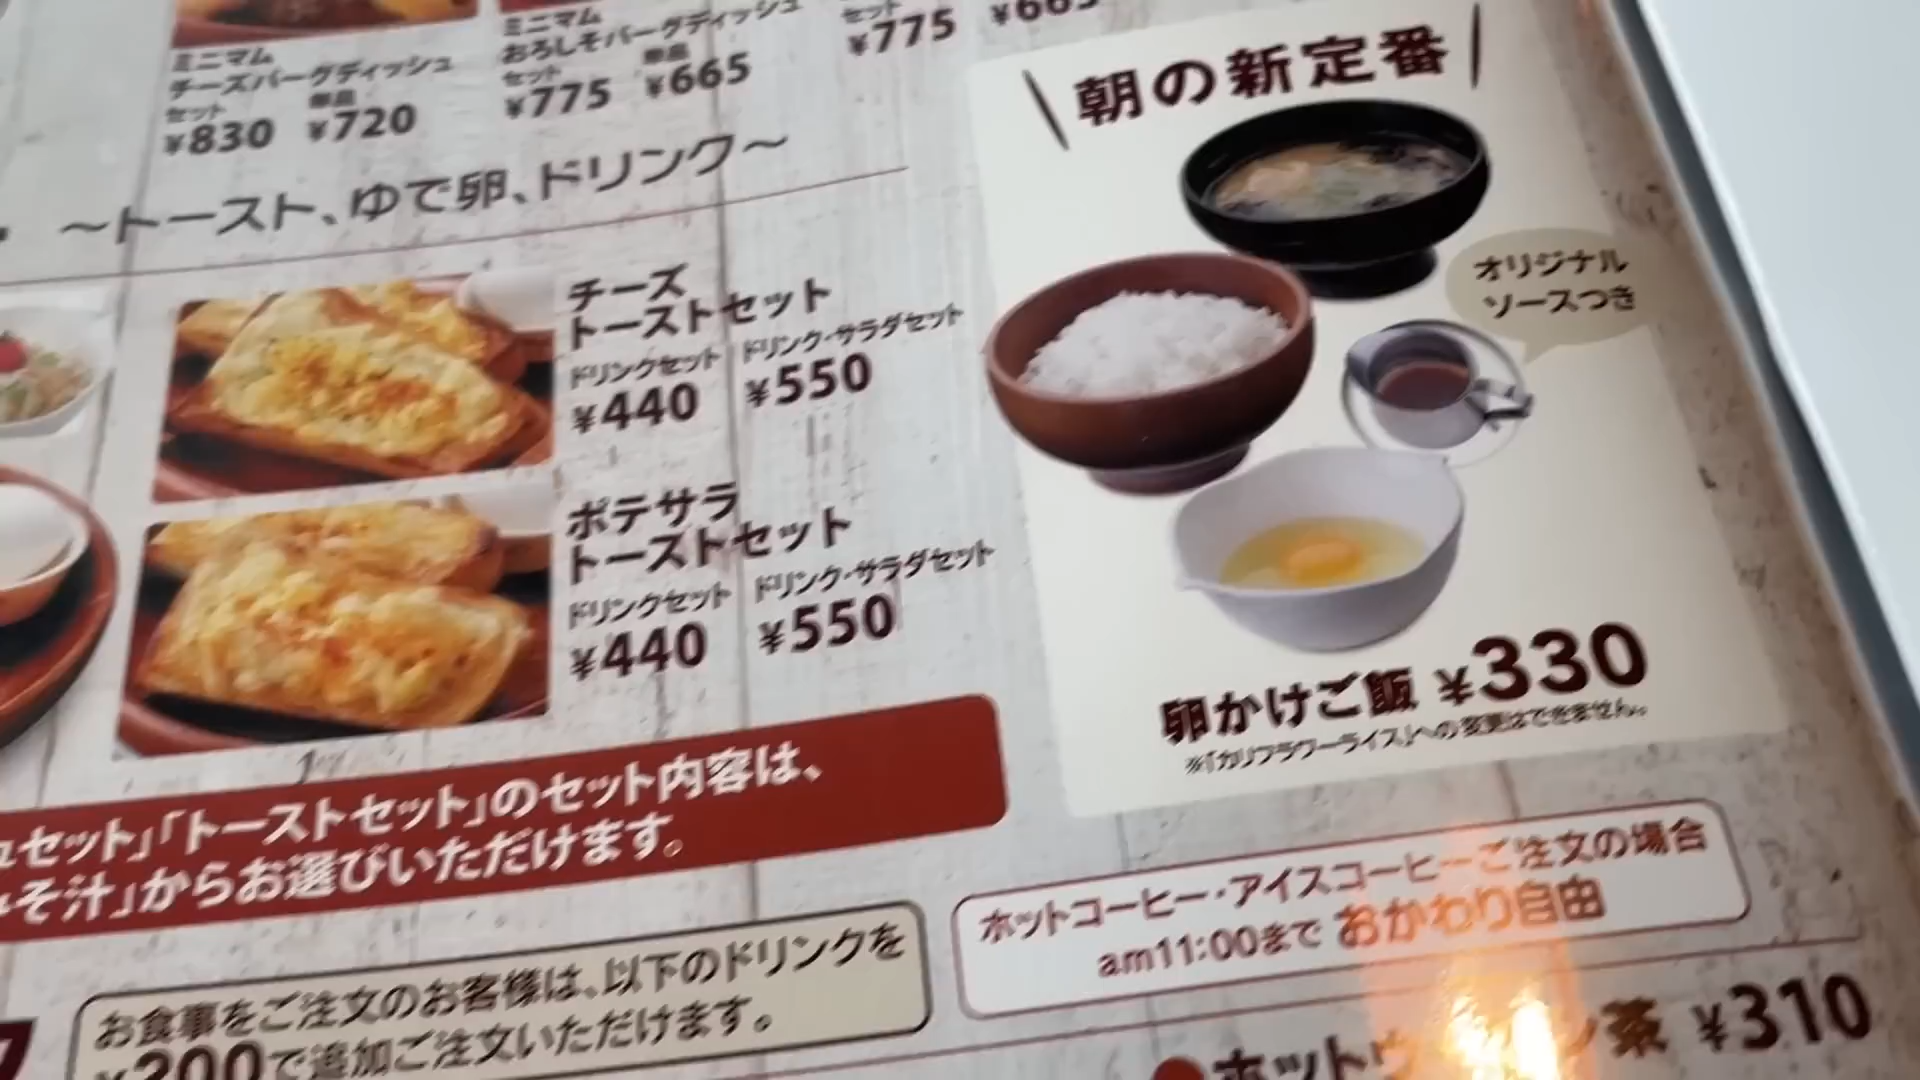 ミニマム
チーズバーグディッシュ
セット 単品
¥830 ¥720
ミニマム
おろしそバーグディッシュ
セット 単品
¥775 ¥665
セット
¥775 ¥665
～トースト、ゆで卵、ドリンク～
チーズ
トーストセット
ドリンクセット ドリンク・サラダセット
¥440 ¥550
ポテサラ
トーストセット
ドリンクセット ドリンク・サラダセット
¥440 ¥550
朝の新定番
オリジナル
ソースつき
卵かけご飯 ¥330
※「カリフラワーライス」への変更はできません。
セット」「トーストセット」のセット内容は、
そ汁」からお選びいただけます。
お食事をご注文のお客様は、以下のドリンクを
¥200で追加ご注文いただけます。
ホットコーヒー・アイスコーヒーご注文の場合
am11:00まで おかわり自由
ホット
茶 ¥310